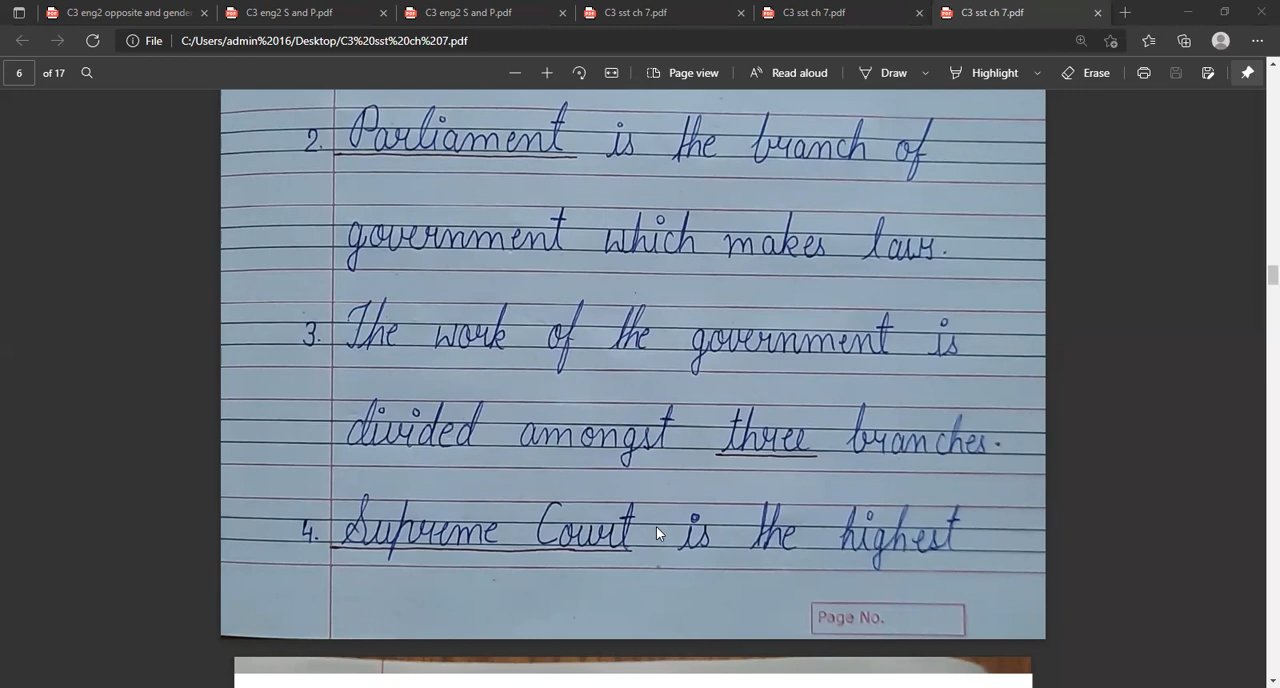 C3 eng2 opposite and gende
C3 eng2 S and P.pdf
C3 eng2 S and P.pdf
C3 sst ch 7.pdf
C3 sst ch 7.pdf
C3 sst ch 7.pdf
File C:/Users/admin%2016/Desktop/C3%20sst%20ch%207.pdf
6 of 17
Page view
Read aloud
Draw
Highlight
Erase
2. Parliament is the branch of
government which makes laws.
3. The work of the government is
divided amongst three branches.
4. Supreme Court is the highest
Page No.